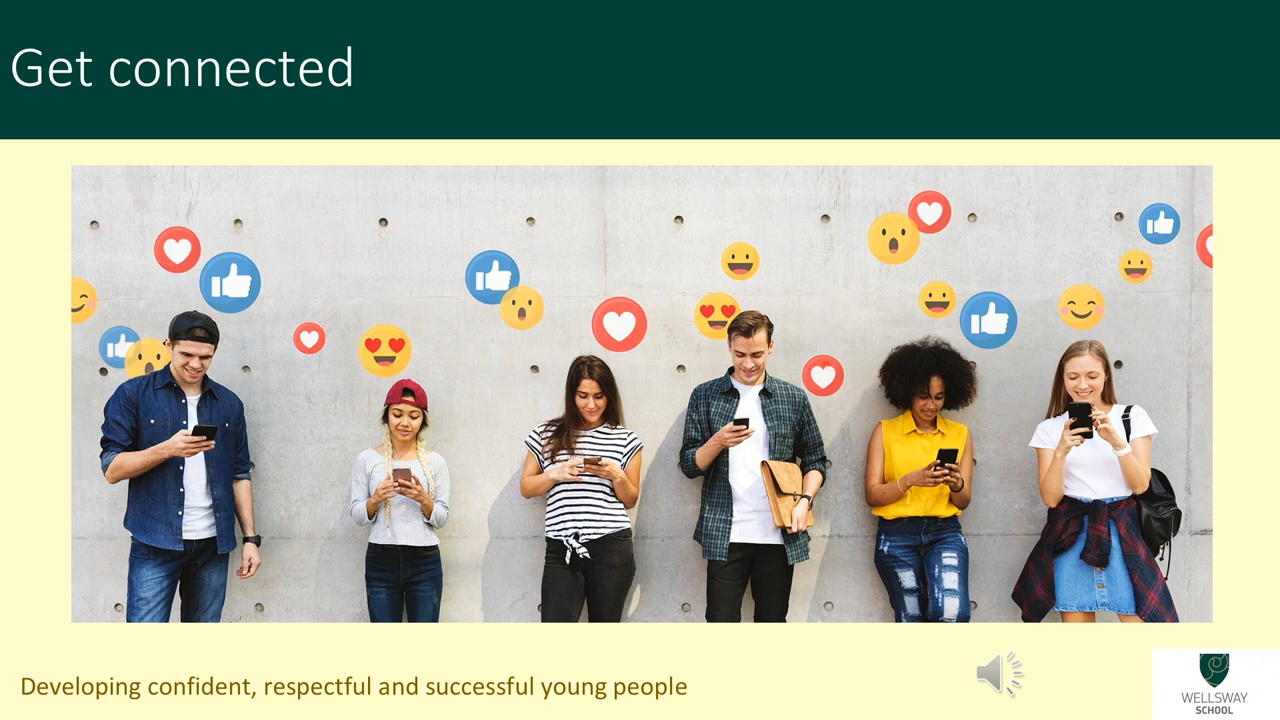 Get connected
Developing confident, respectful and successful young people
WELLSWAY
SCHOOL